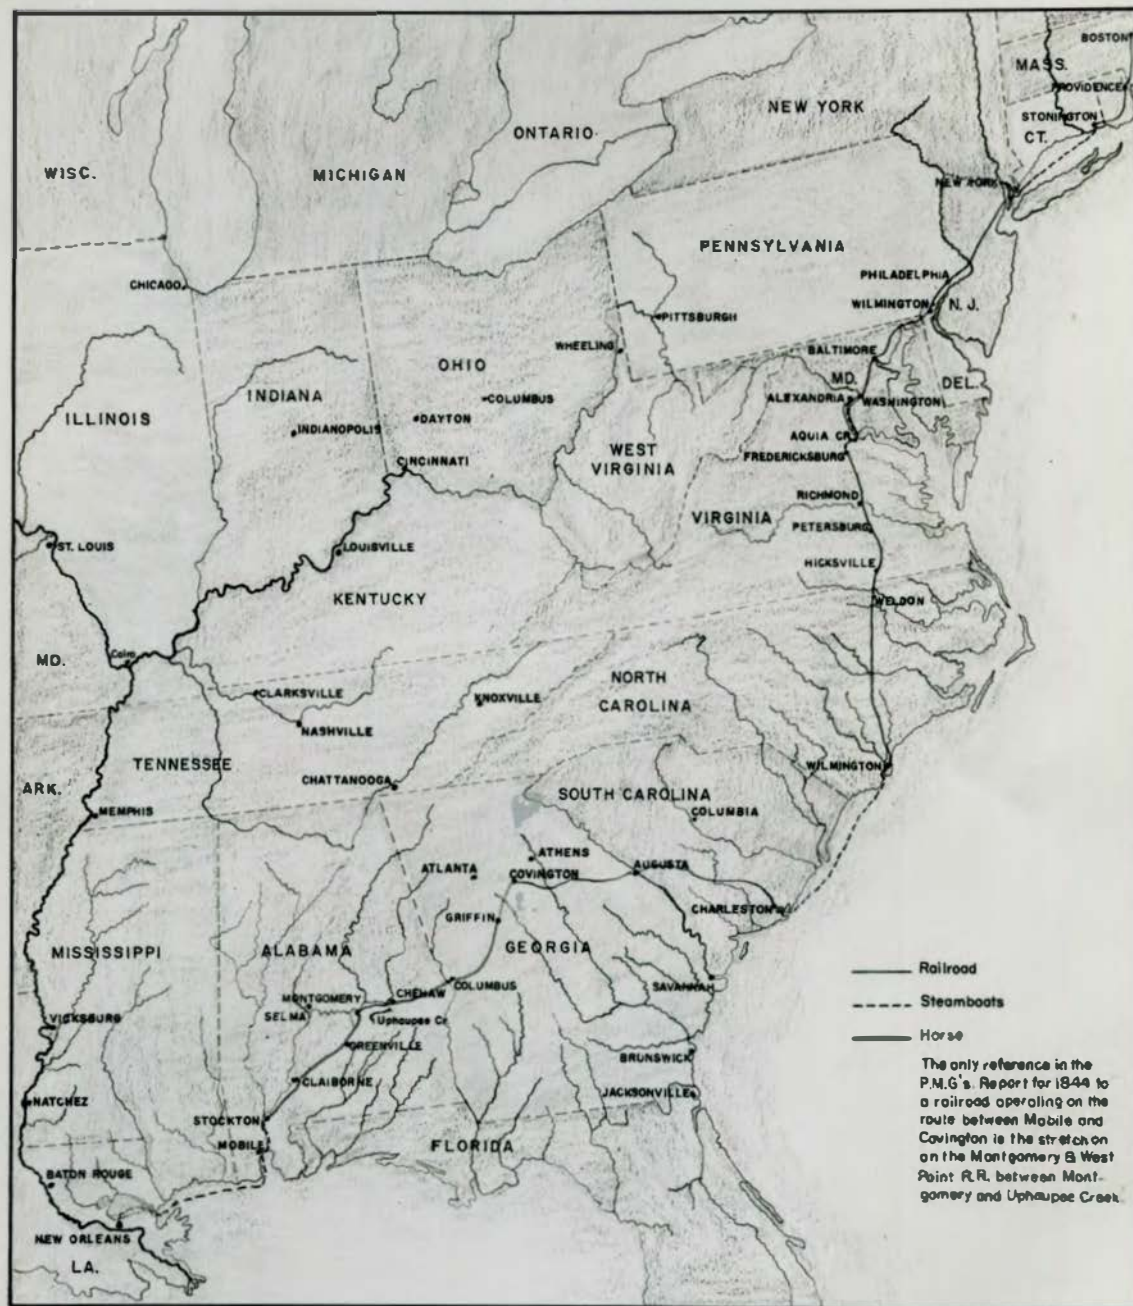 BOSTON
MASS.
PROVIDENCE
STONINGTON
CT.
NEW YORK
ONTARIO
MICHIGAN
WISC.
NEW YORK
PENNSYLVANIA
PHILADELPHIA
WILMINGTON
N. J.
CHICAGO
PITTSBURGH
WHEELING
BALTIMORE
OHIO
MD.
DEL.
INDIANA
COLUMBUS
ALEXANDRIA
WASHINGTON
ILLINOIS
DAYTON
INDIANOPOLIS
AQUIA CR.
WEST
VIRGINIA
FREDERICKSBURG
CINCINNATI
RICHMOND
VIRGINIA
PETERSBURG
ST. LOUIS
LOUISVILLE
HICKSVILLE
KENTUCKY
WELDON
MD.
Cairo
NORTH
CAROLINA
CLARKSVILLE
KNOXVILLE
NASHVILLE
TENNESSEE
WILMINGTON
CHATTANOOGA
ARK.
SOUTH CAROLINA
MEMPHIS
COLUMBIA
ATHENS
ATLANTA
COVINGTON
AUGUSTA
CHARLESTON
GRIFFIN
MISSISSIPPI
ALABAMA
GEORGIA
Railroad
SAVANNAH
COLUMBUS
CHEHAW
MONTGOMERY
Steamboats
SELMA
Uphaupee Cr.
VICKSBURG
Horse
GREENVILLE
BRUNSWICK
The only reference in the
P.M.G's. Report for 1844 to
a railroad operating on the
route between Mobile and
Covington is the stretch on
on the Montgomery & West
Point R.R. between Mont-
gomery and Uphaupee Creek
CLAIBORNE
JACKSONVILLE
NATCHEZ
STOCKTON
MOBILE
FLORIDA
BATON ROUGE
NEW ORLEANS
LA.